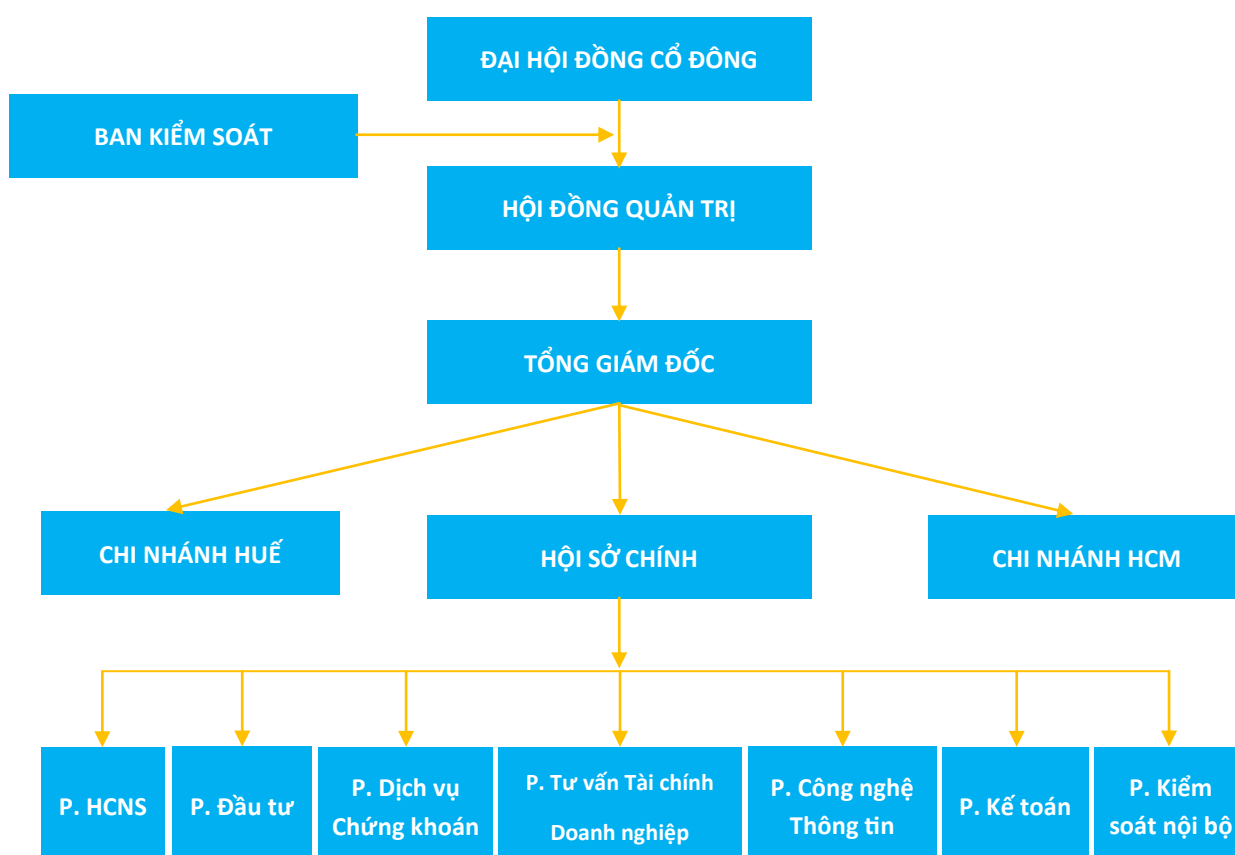 ĐẠI HỘI ĐỒNG CỔ ĐÔNG
BAN KIỂM SOÁT
HỘI ĐỒNG QUẢN TRỊ
TỔNG GIÁM ĐỐC
CHI NHÁNH HUẾ
HỘI SỞ CHÍNH
CHI NHÁNH HCM
P. HCNS
P. Đầu tư
P. Dịch vụ
Chứng khoán
P. Tư vấn Tài chính
Doanh nghiệp
P. Công nghệ
Thông tin
P. Kế toán
P. Kiểm
soát nội bộ